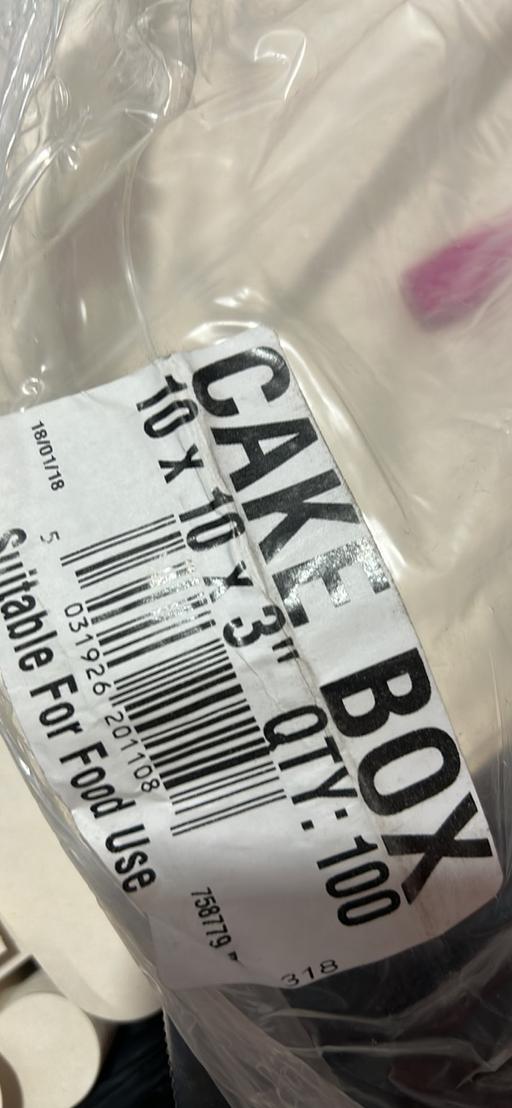 CAKE BOX
10 x 10 x 3" QTY: 100
18/01/18
5 031926 201108
758779
318
Suitable For Food Use